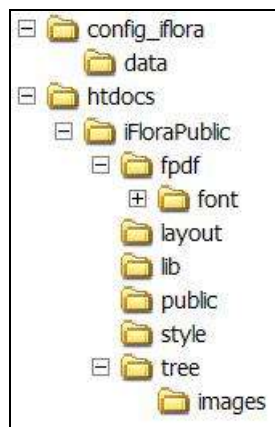 config_iflora
data
htdocs
iFloraPublic
fpdf
font
layout
lib
public
style
tree
images